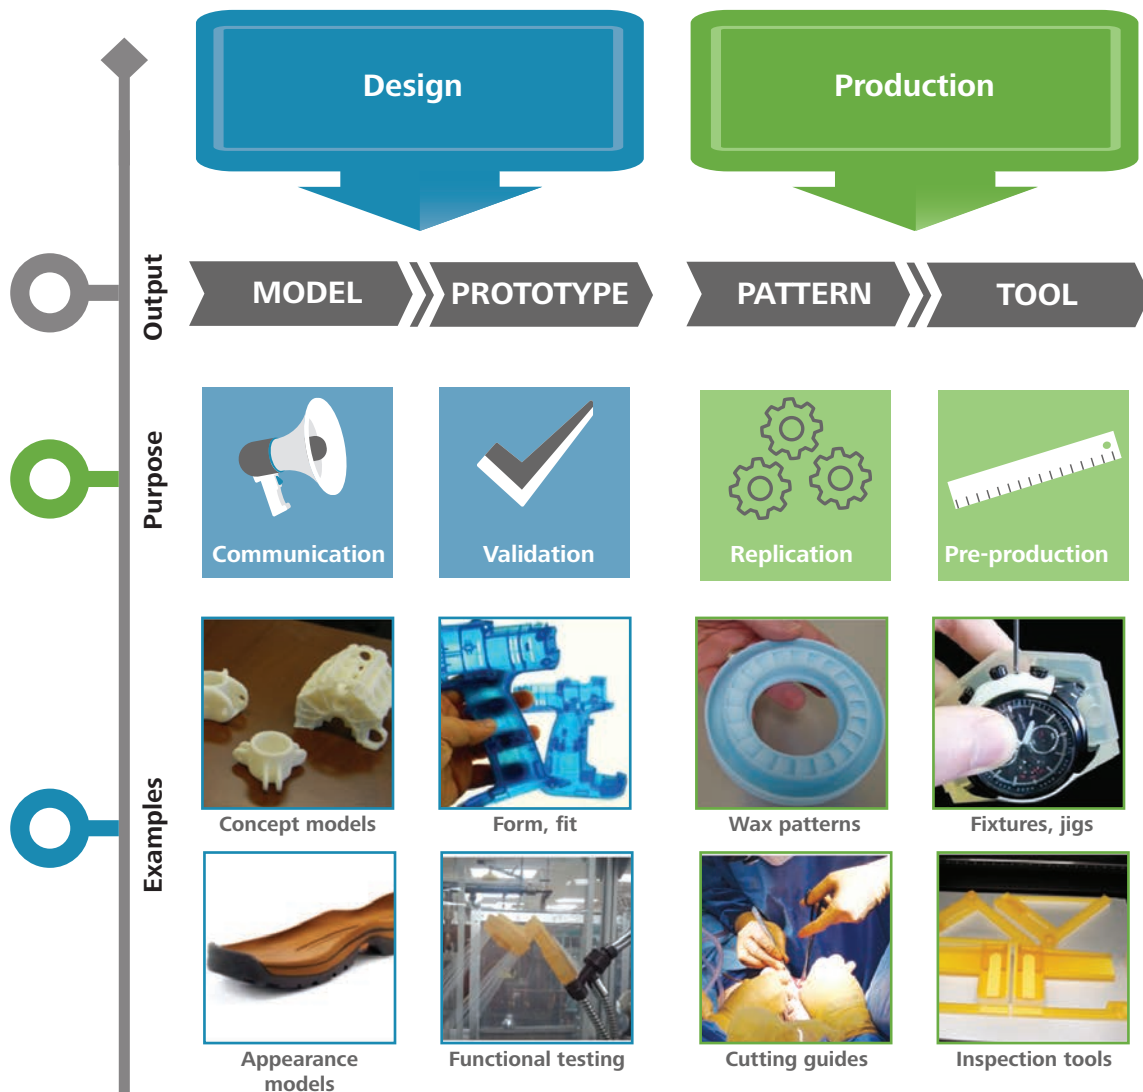 Design
Production
Output
MODEL
PROTOTYPE
PATTERN
TOOL
Purpose
Communication
Validation
Replication
Pre-production
Examples
Concept models
Form, fit
Wax patterns
Fixtures, jigs
Appearance
models
Functional testing
Cutting guides
Inspection tools